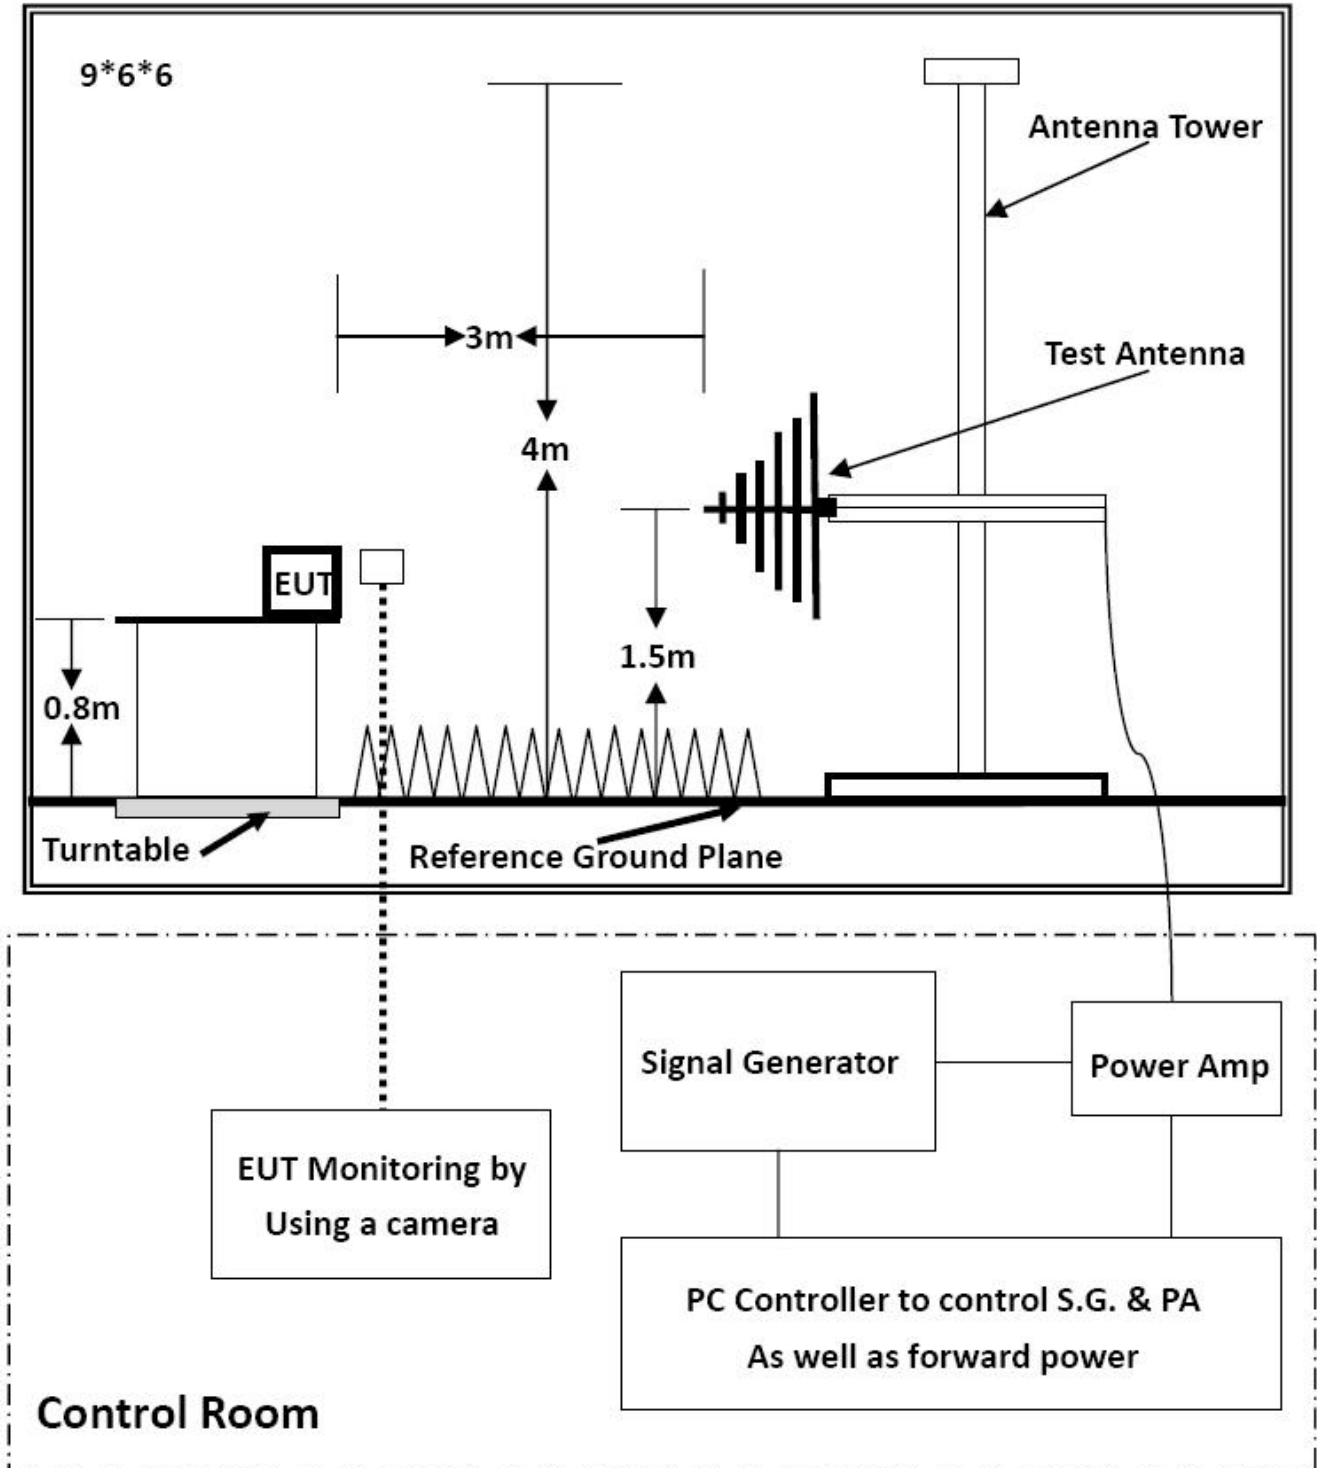 9*6*6
Antenna Tower
3m
Test Antenna
4m
EUT
1.5m
0.8m
Turntable
Reference Ground Plane
Signal Generator
Power Amp
EUT Monitoring by
Using a camera
PC Controller to control S.G. & PA
As well as forward power
Control Room